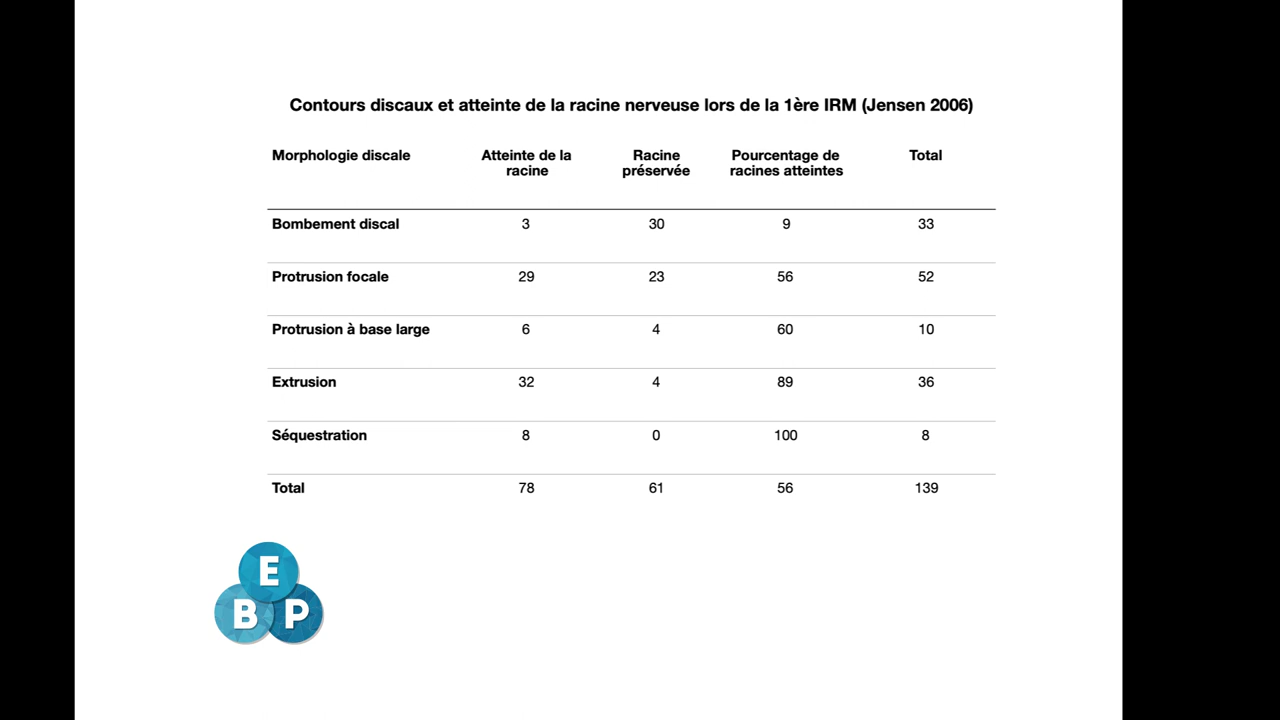 Contours discaux et atteinte de la racine nerveuse lors de la 1ère IRM (Jensen 2006)
Morphologie discale Atteinte de la racine Racine préservée Pourcentage de racines atteintes Total
Bombement discal 3 30 9 33
Protrusion focale 29 23 56 52
Protrusion à base large 6 4 60 10
Extrusion 32 4 89 36
Séquestration 8 0 100 8
Total 78 61 56 139
E
B P